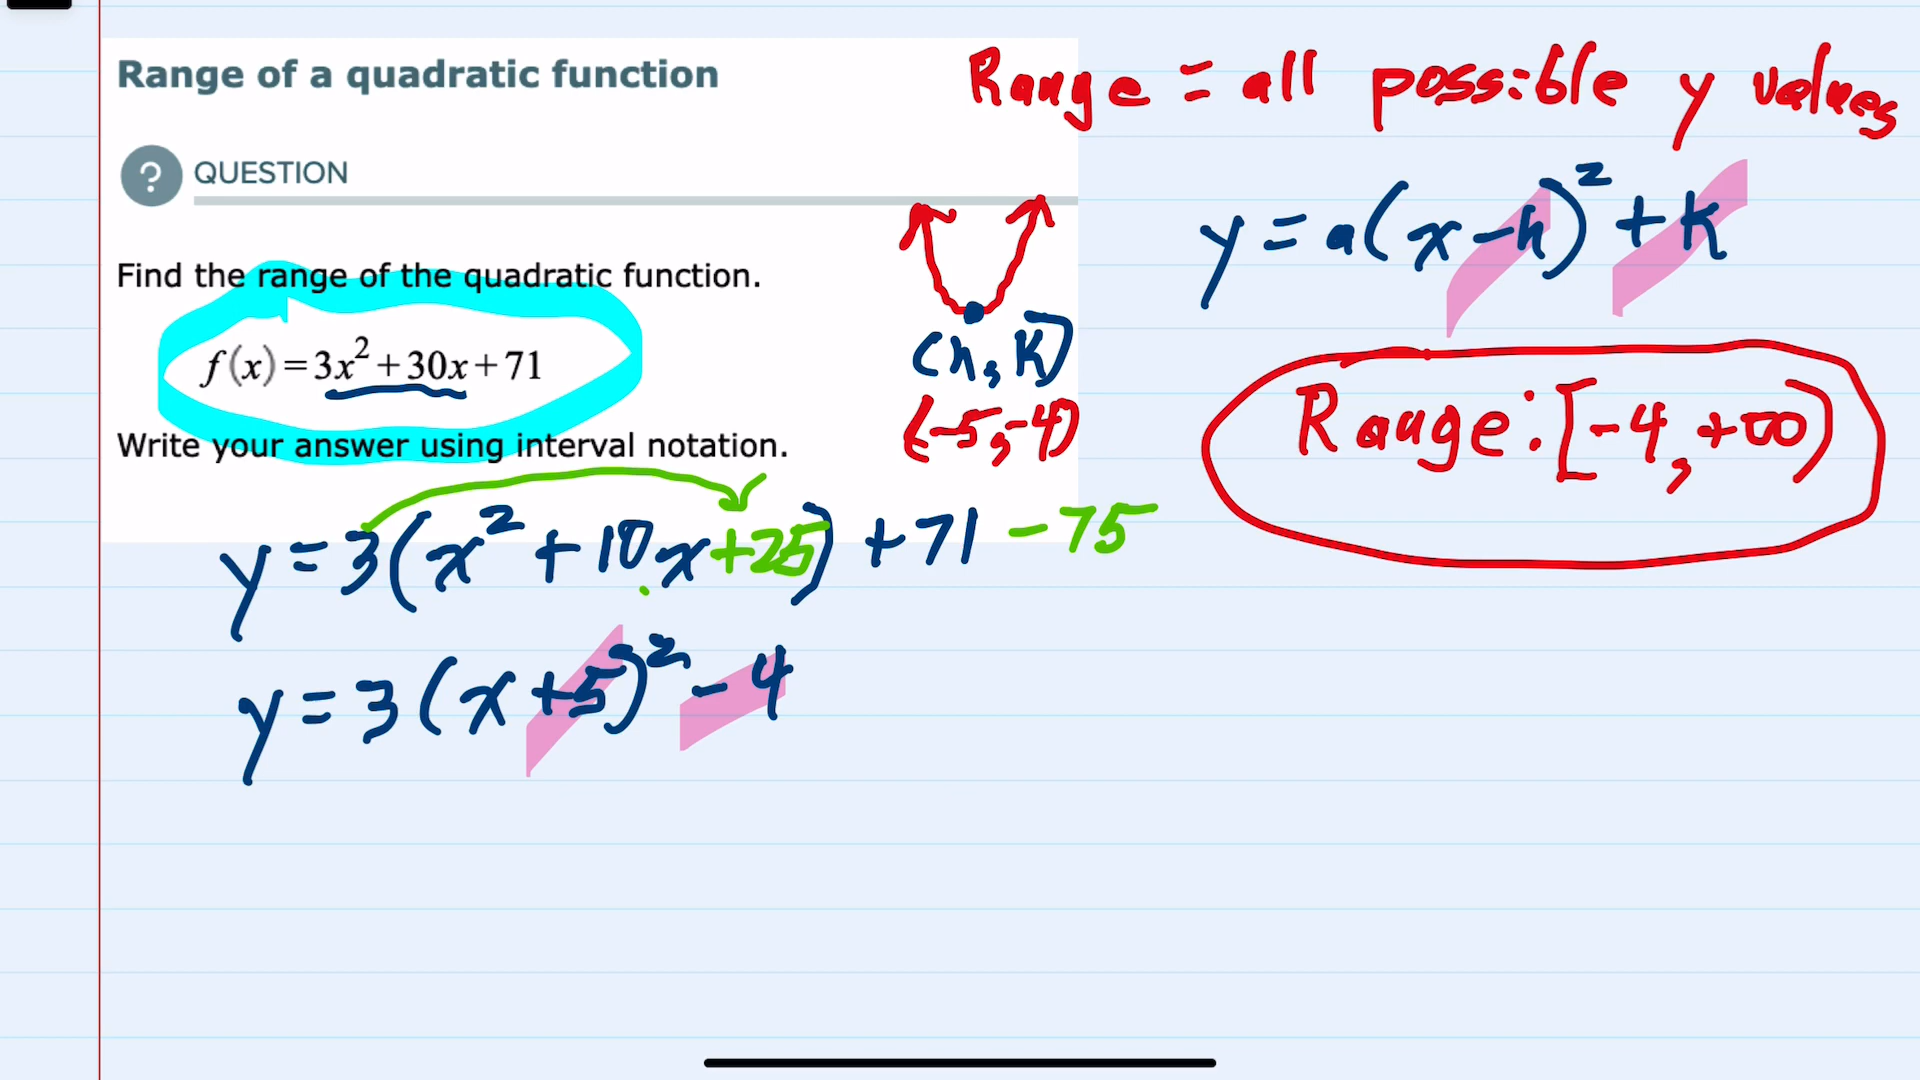 Range of a quadratic function
Range = all possible y values
? QUESTION
y = a(x-h)² + k
Find the range of the quadratic function.
f(x)=3x²+30x+71
(h, k)
Write your answer using interval notation.
(-5, -4)
Range: [-4, +∞)
y = 3(x² + 10x +25) + 71 - 75
y = 3(x +5)² - 4